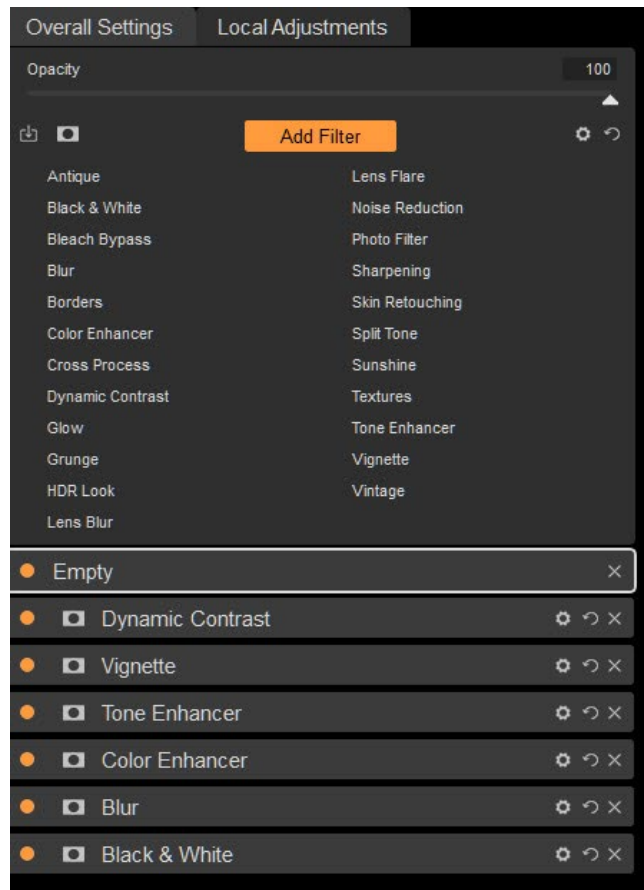 Overall Settings Local Adjustments
Opacity 100
Add Filter
Antique Lens Flare
Black & White Noise Reduction
Bleach Bypass Photo Filter
Blur Sharpening
Borders Skin Retouching
Color Enhancer Split Tone
Cross Process Sunshine
Dynamic Contrast Textures
Glow Tone Enhancer
Grunge Vignette
HDR Look Vintage
Lens Blur
Empty
Dynamic Contrast
Vignette
Tone Enhancer
Color Enhancer
Blur
Black & White